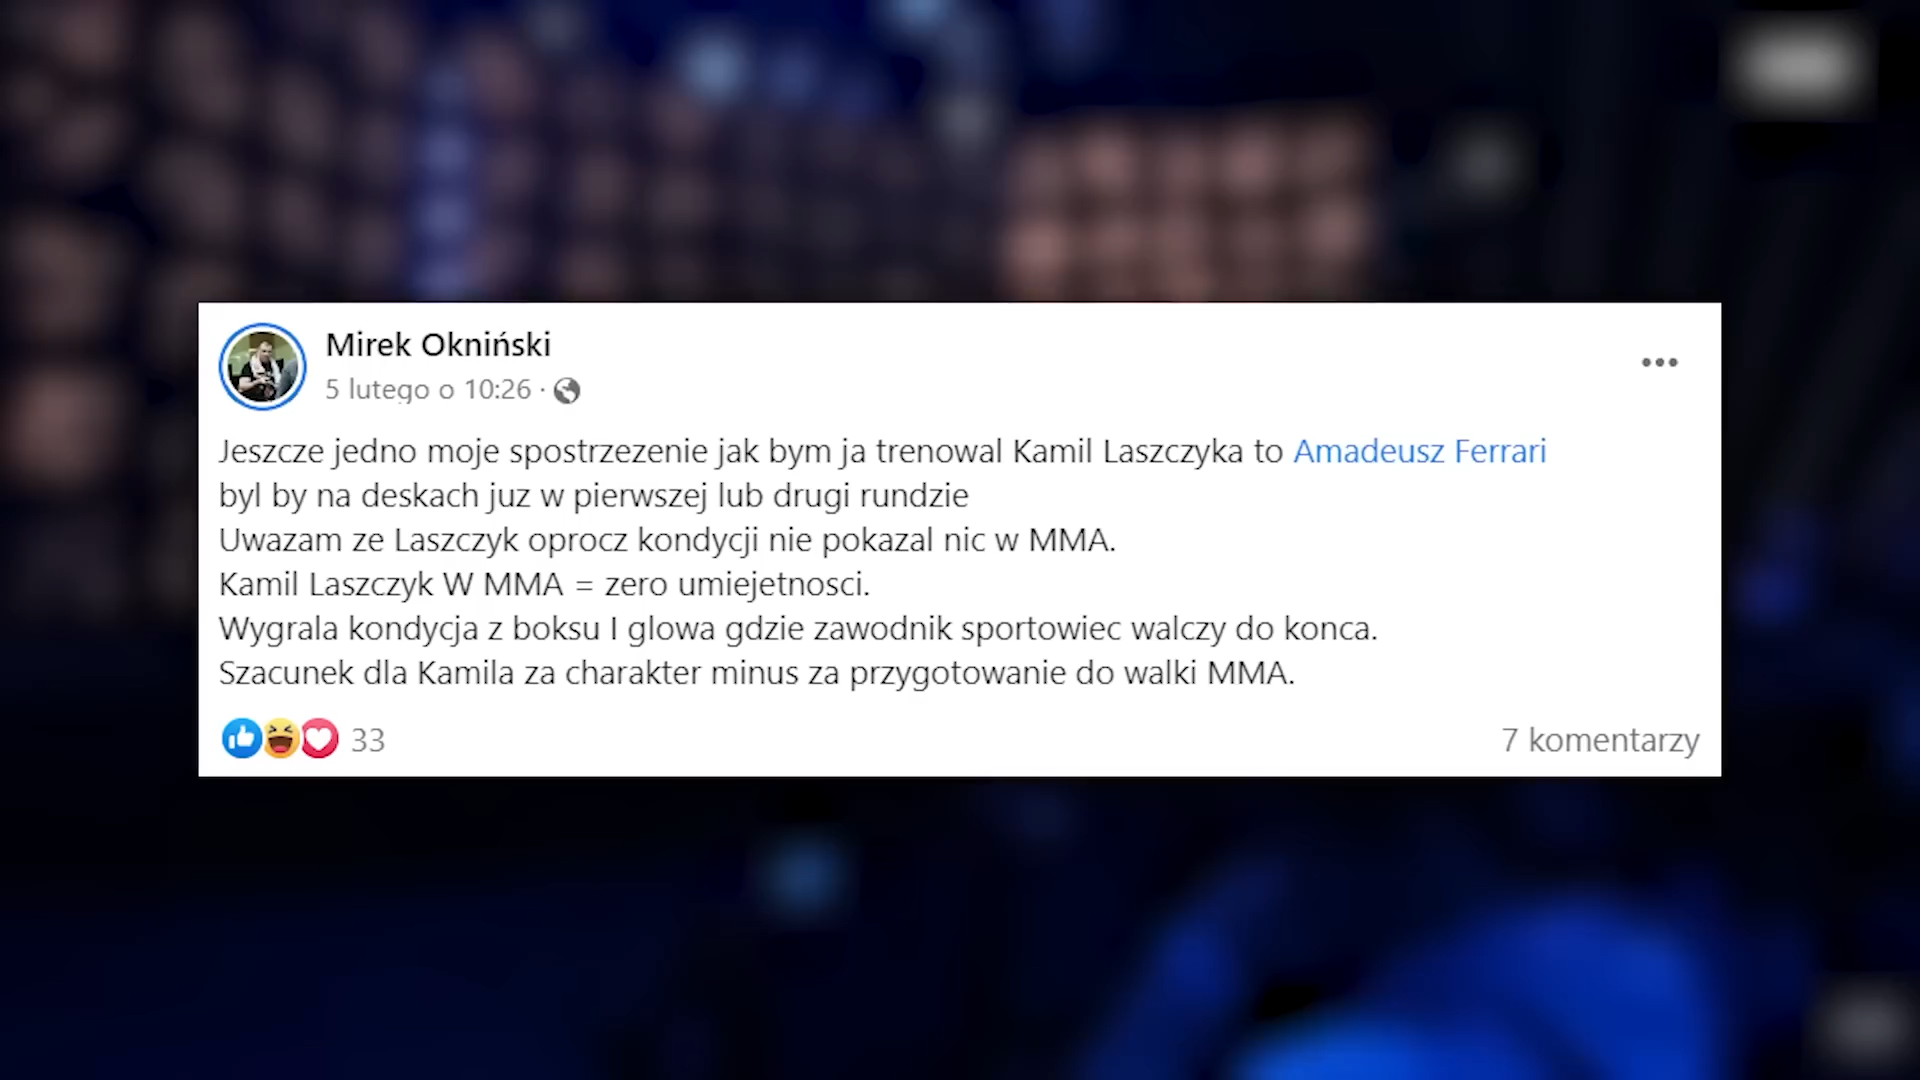 Mirek Okniński
5 lutego o 10:26 ·
Jeszcze jedno moje spostrzezenie jak bym ja trenowal Kamil Laszczyka to Amadeusz Ferrari
byl by na deskach juz w pierwszej lub drugi rundzie
Uwazam ze Laszczyk oprocz kondycji nie pokazal nic w MMA.
Kamil Laszczyk W MMA = zero umiejetnosci.
Wygrala kondycja z boksu I glowa gdzie zawodnik sportowiec walczy do konca.
Szacunek dla Kamila za charakter minus za przygotowanie do walki MMA.
33
7 komentarzy